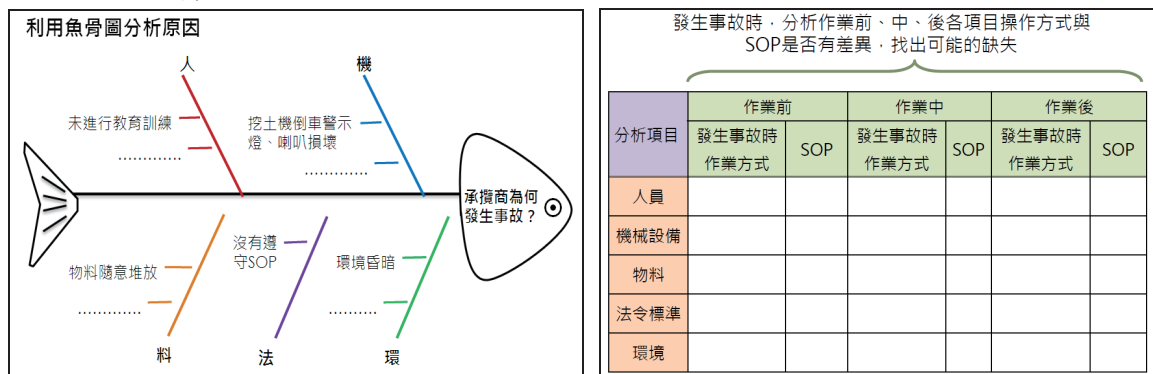 利用魚骨圖分析原因
人
機
未進行教育訓練
…………
挖土機倒車警示
燈、喇叭損壞
…………
承攬商為何
發生事故？
物料隨意堆放
…………
沒有遵
守SOP
環境昏暗
…………
料
法
環
發生事故時，分析作業前、中、後各項目操作方式與
SOP是否有差異，找出可能的缺失
分析項目 作業前 作業中 作業後
發生事故時作業方式 SOP 發生事故時作業方式 SOP 發生事故時作業方式 SOP
人員
機械設備
物料
法令標準
環境